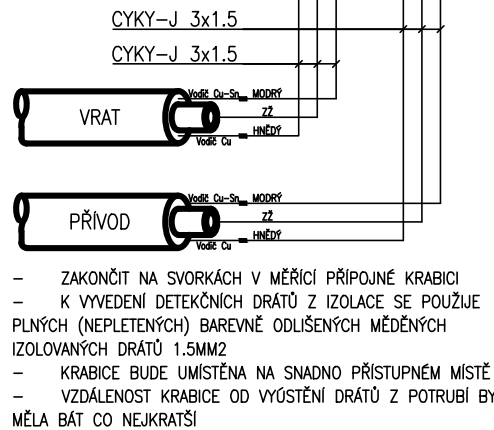 CYKY-J 3x1.5
CYKY-J 3x1.5
Vodič Cu-Sn MODRÝ
VRAT
ZŽ
HNĚDÝ
Vodič Cu
Vodič Cu-Sn MODRÝ
PŘÍVOD
ZŽ
HNĚDÝ
Vodič Cu
- ZAKONČIT NA SVORKÁCH V MĚŘÍCÍ PŘÍPOJNÉ KRABICI
- K VYVEDENÍ DETEKČNÍCH DRÁTŮ Z IZOLACE SE POUŽIJE
PLNÝCH (NEPLETENÝCH) BAREVNĚ ODLIŠENÝCH MĚDĚNÝCH
IZOLOVANÝCH DRÁTŮ 1.5MM2
- KRABICE BUDE UMÍSTĚNA NA SNADNO PŘÍSTUPNÉM MÍSTĚ
- VZDÁLENOST KRABICE OD VYÚSTĚNÍ DRÁTŮ Z POTRUBÍ BY
MĚLA BÁT CO NEJKRATŠÍ